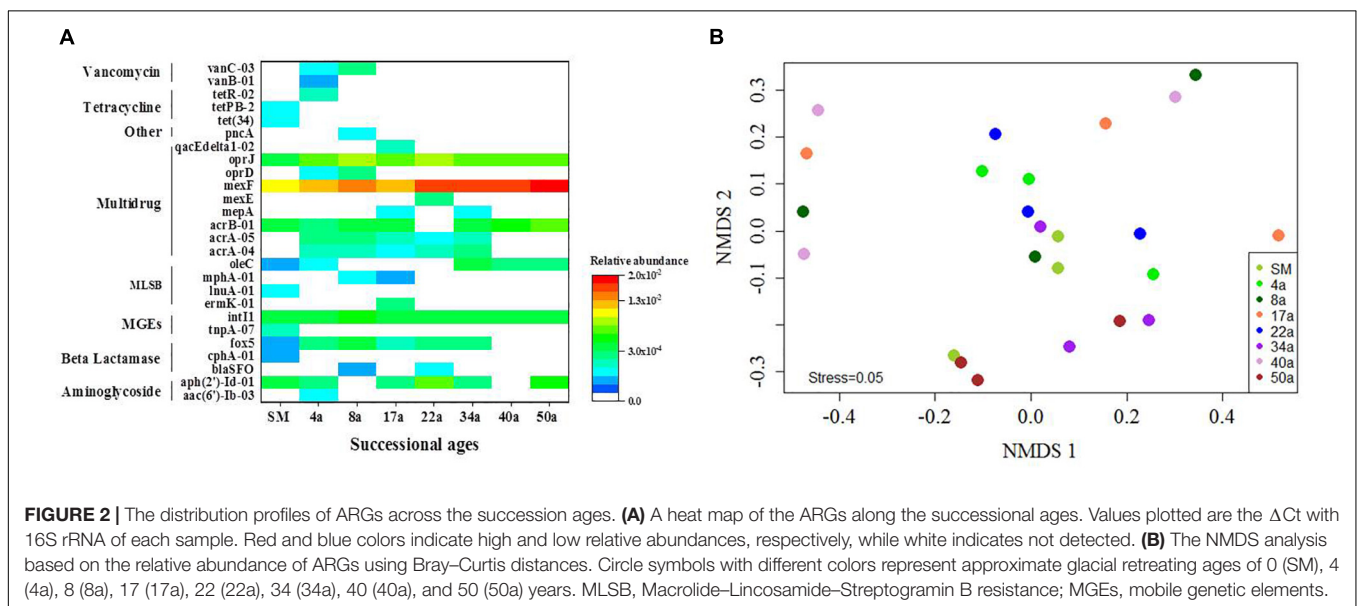 A
B
Vancomycin
vanC-03
vanB-01
Tetracycline
tetR-02
tetPB-2
tet(34)
Other
pncA
qacEdelta1-02
Multidrug
oprJ
oprD
mexF
mexE
mepA
acrB-01
acrA-05
acrA-04
MLSB
oleC
mphA-01
lnuA-01
ermK-01
MGEs
intI1
tnpA-07
Beta Lactamase
fox5
cphA-01
blaSFO
Aminoglycoside
aph(2')-Id-01
aac(6')-Ib-03
SM 4a 8a 17a 22a 34a 40a 50a
Successional ages
Relative abundance
2.0x10-2
1.3x10-2
3.0x10-4
0.0
NMDS 2
0.3
0.2
0.1
0.0
-0.1
-0.3
Stress=0.05
SM
4a
8a
17a
22a
34a
40a
50a
-0.4 -0.2 0.0 0.2 0.4
NMDS 1
FIGURE 2 | The distribution profiles of ARGs across the succession ages. (A) A heat map of the ARGs along the successional ages. Values plotted are the ΔCt with
16S rRNA of each sample. Red and blue colors indicate high and low relative abundances, respectively, while white indicates not detected. (B) The NMDS analysis
based on the relative abundance of ARGs using Bray–Curtis distances. Circle symbols with different colors represent approximate glacial retreating ages of 0 (SM), 4
(4a), 8 (8a), 17 (17a), 22 (22a), 34 (34a), 40 (40a), and 50 (50a) years. MLSB, Macrolide–Lincosamide–Streptogramin B resistance; MGEs, mobile genetic elements.